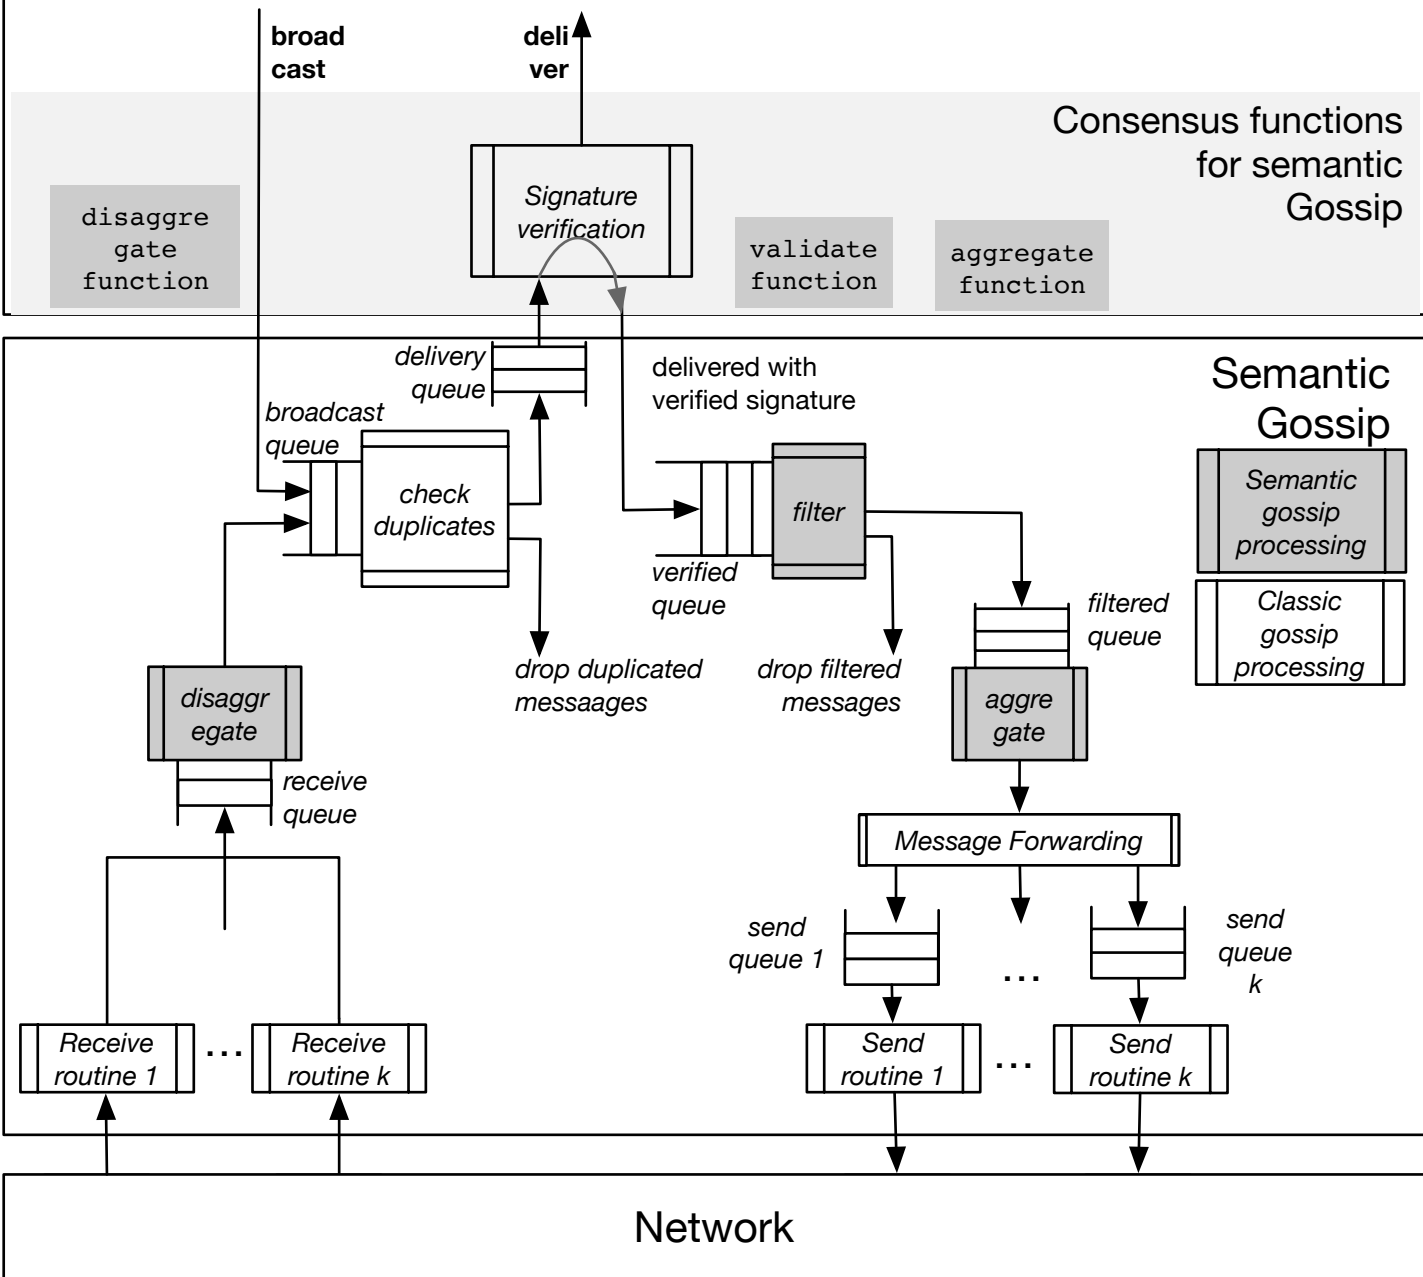 broad
cast
deli
ver
Consensus functions
for semantic
Gossip
Signature
verification
disaggre
gate
function
validate
function
aggregate
function
delivery
queue
delivered with
verified signature
Semantic
Gossip
broadcast
queue
check
duplicates
filter
Semantic
gossip
processing
verified
queue
filtered
queue
Classic
gossip
processing
drop duplicated
messaages
drop filtered
messages
disaggr
egate
aggre
gate
receive
queue
Message Forwarding
send
queue 1
...
send
queue
k
Receive
routine 1
...
Receive
routine k
Send
routine 1
...
Send
routine k
Network